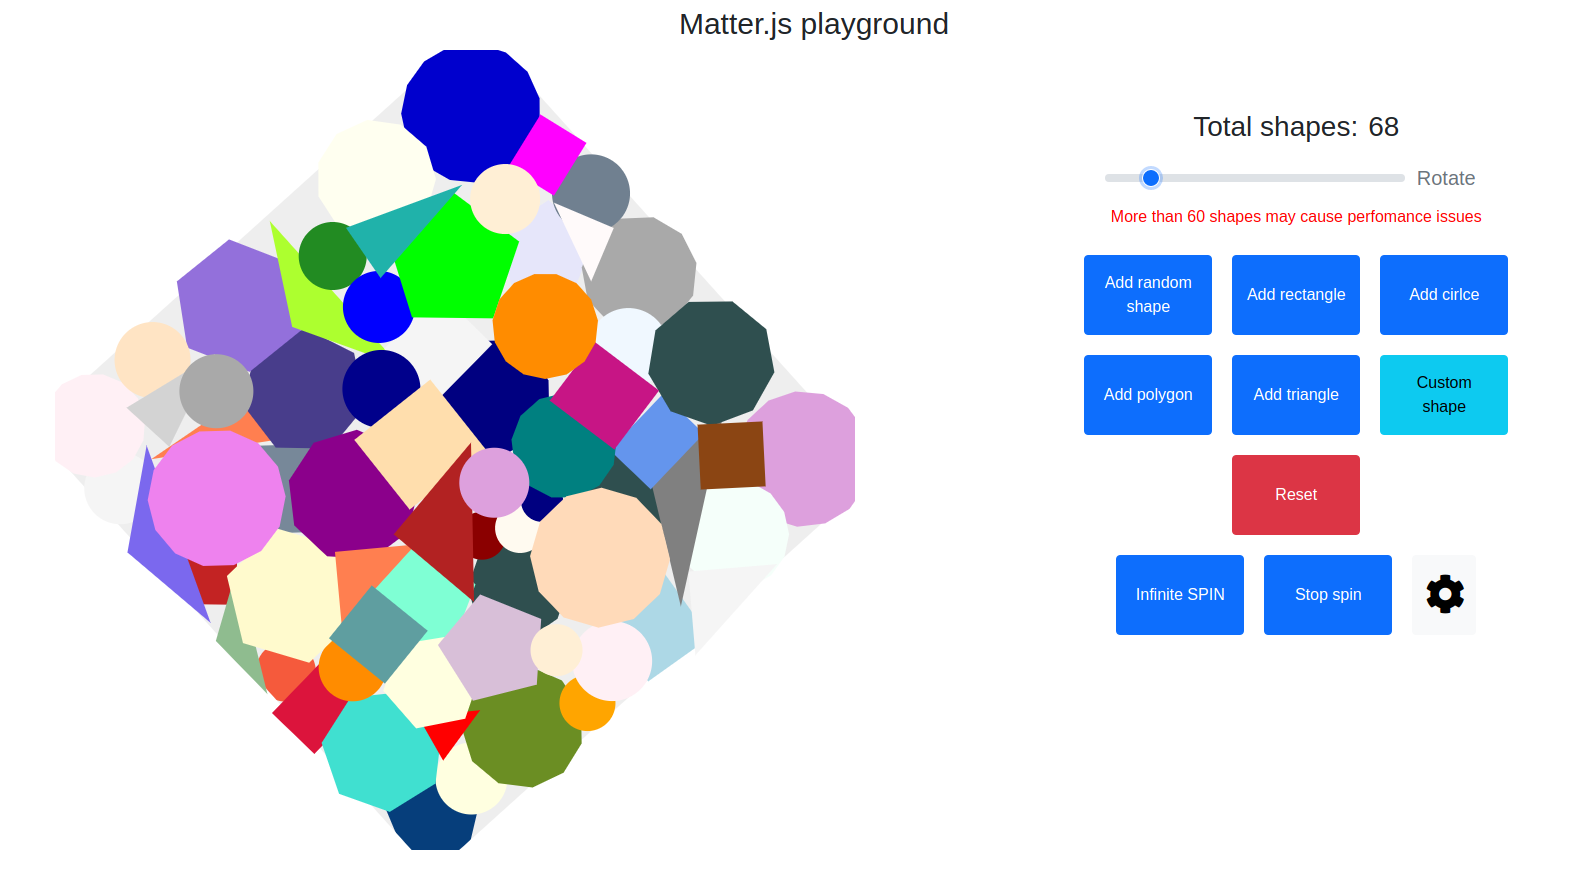 Matter.js playground
Total shapes: 68
Rotate
More than 60 shapes may cause perfomance issues
Add random
shape
Add rectangle
Add cirlce
Add polygon
Add triangle
Custom
shape
Reset
Infinite SPIN
Stop spin